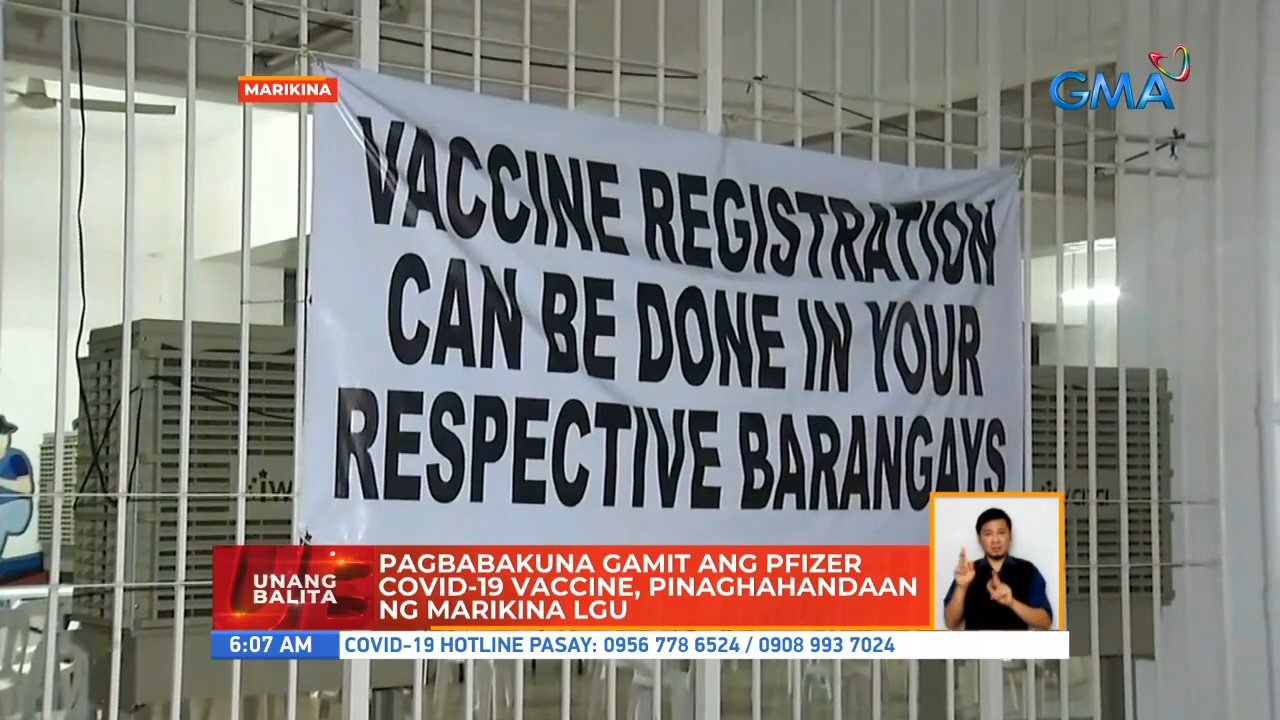 MARIKINA
GMA
VACCINE REGISTRATION
CAN BE DONE IN YOUR
RESPECTIVE BARANGAYS
UNANG
BALITA
PAGBABAKUNA GAMIT ANG PFIZER
COVID-19 VACCINE, PINAGHAHANDAAN
NG MARIKINA LGU
6:07 AM
COVID-19 HOTLINE PASAY: 0956 778 6524 / 0908 993 7024